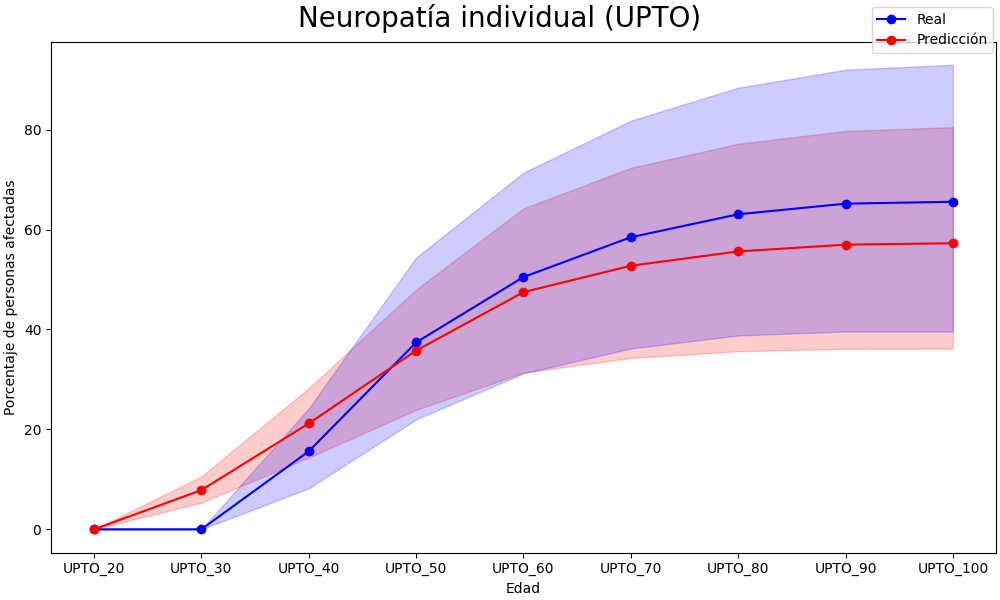 Neuropatía individual (UPTO)
Real
Predicción
Porcentaje de personas afectadas
80
60
40
20
0
UPTO_20 UPTO_30 UPTO_40 UPTO_50 UPTO_60 UPTO_70 UPTO_80 UPTO_90 UPTO_100
Edad